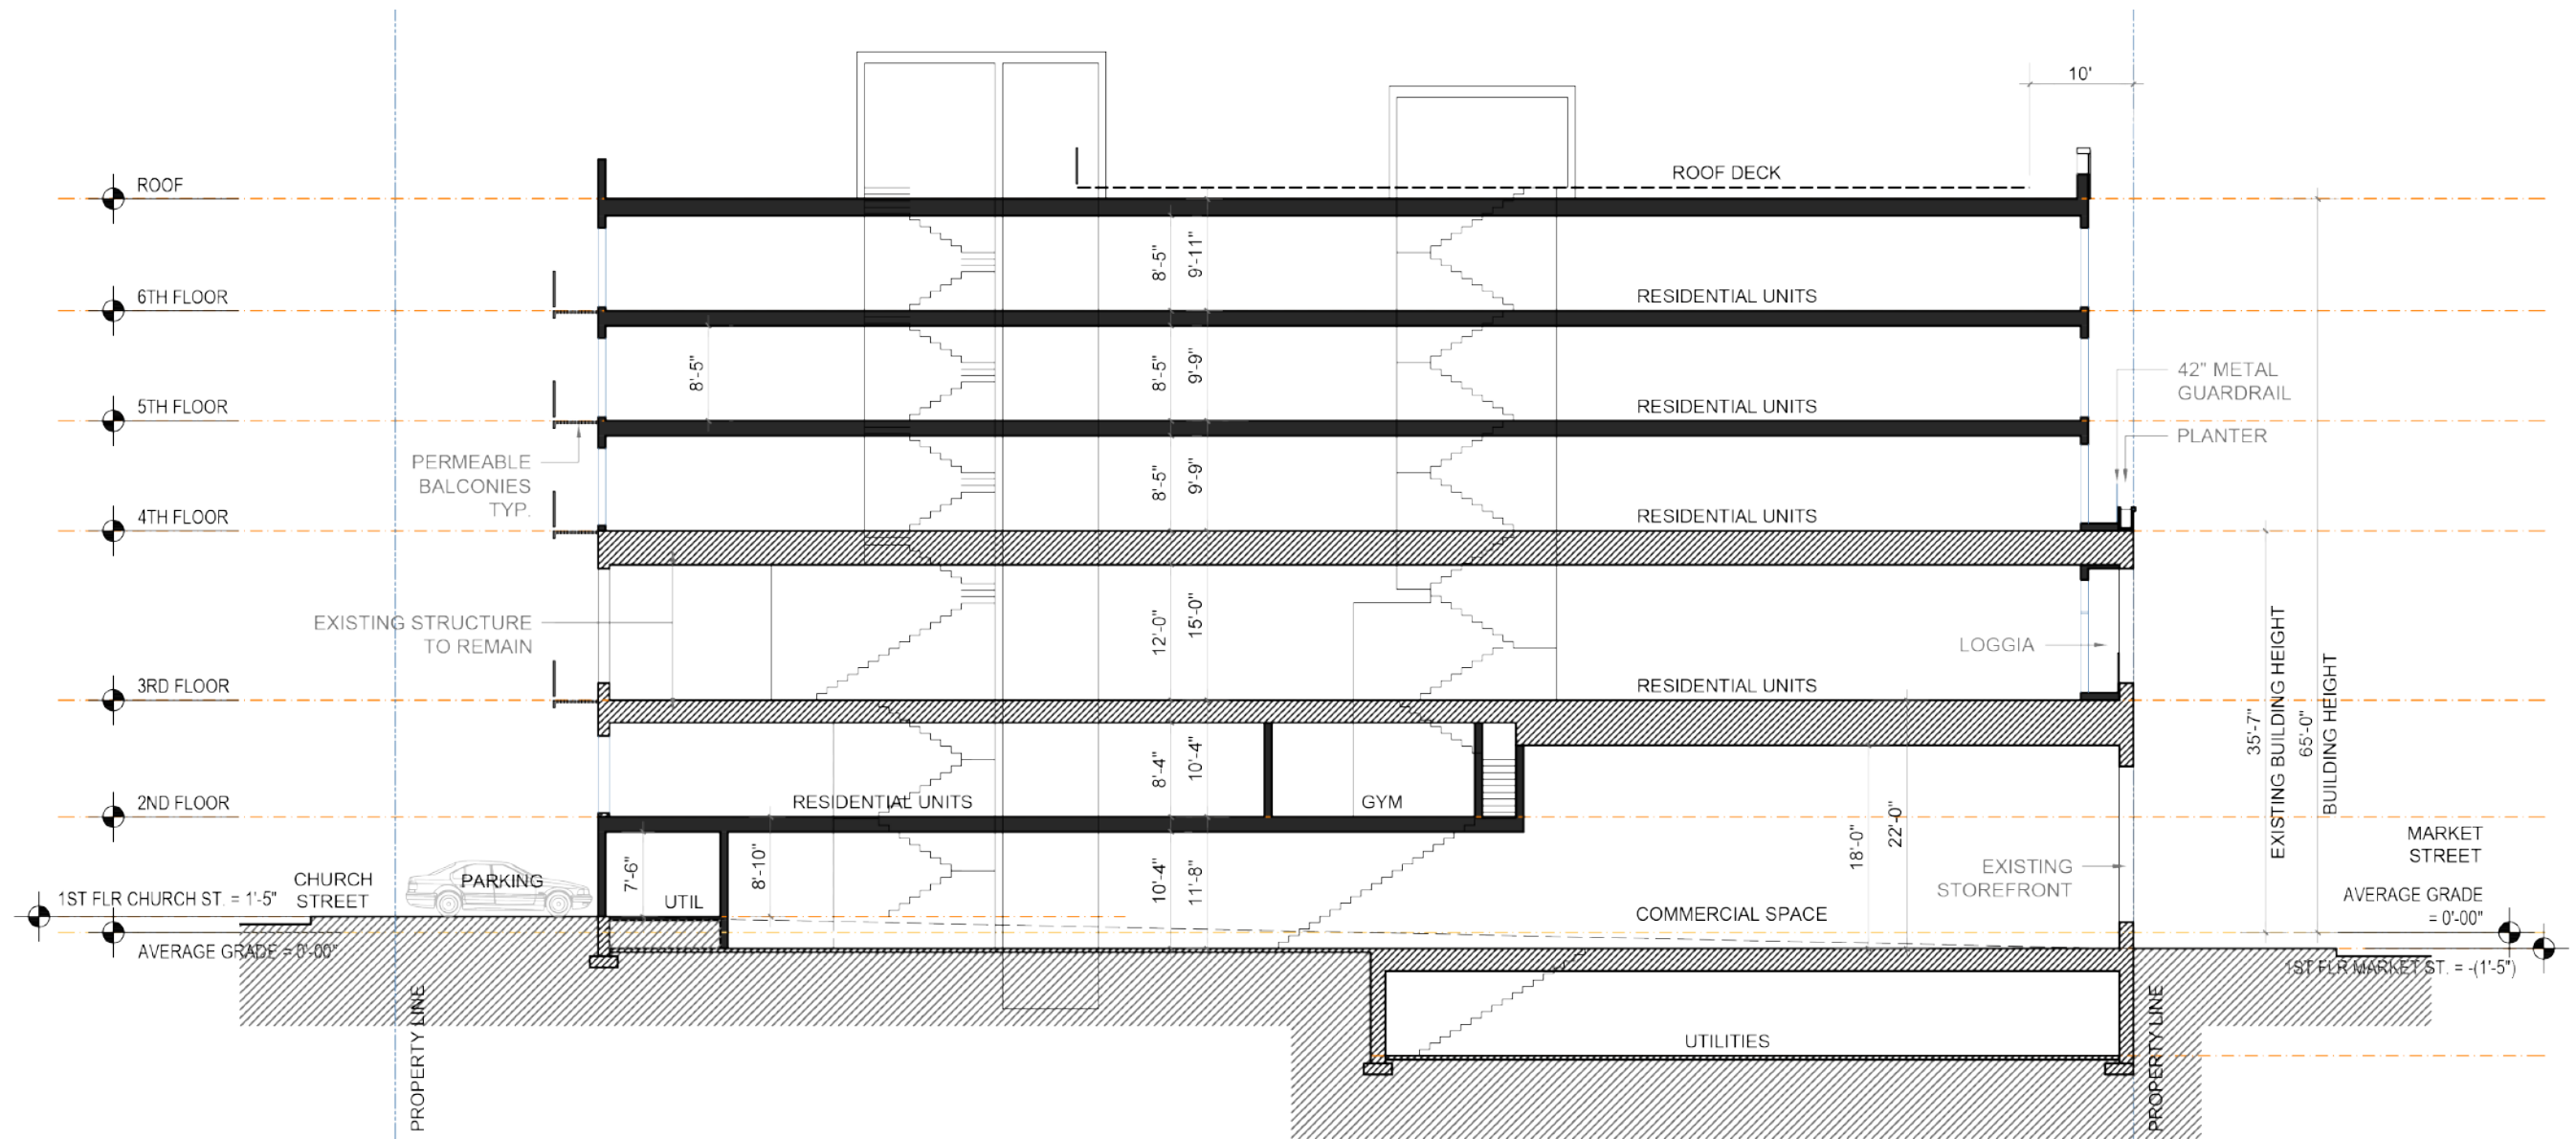 10'
ROOF
ROOF DECK
8'-5"
9'-11"
6TH FLOOR
RESIDENTIAL UNITS
8'-5"
8'-5"
9'-9"
42" METAL
GUARDRAIL
5TH FLOOR
RESIDENTIAL UNITS
PLANTER
PERMEABLE
BALCONIES
TYP.
8'-5"
9'-9"
4TH FLOOR
RESIDENTIAL UNITS
EXISTING STRUCTURE
TO REMAIN
12'-0"
15'-0"
LOGGIA
3RD FLOOR
RESIDENTIAL UNITS
35'-7"
EXISTING BUILDING HEIGHT
65'-0"
BUILDING HEIGHT
8'-4"
10'-4"
2ND FLOOR
RESIDENTIAL UNITS
GYM
18'-0"
22'-0"
MARKET
STREET
7'-6"
8'-10"
10'-4"
11'-8"
EXISTING
STOREFRONT
CHURCH
STREET
PARKING
1ST FLR CHURCH ST. = 1'-5"
UTIL
COMMERCIAL SPACE
AVERAGE GRADE
= 0'-00"
AVERAGE GRADE = 0'-00"
1ST FLR MARKET ST. = -(1'-5")
PROPERTY LINE
UTILITIES
PROPERTY LINE